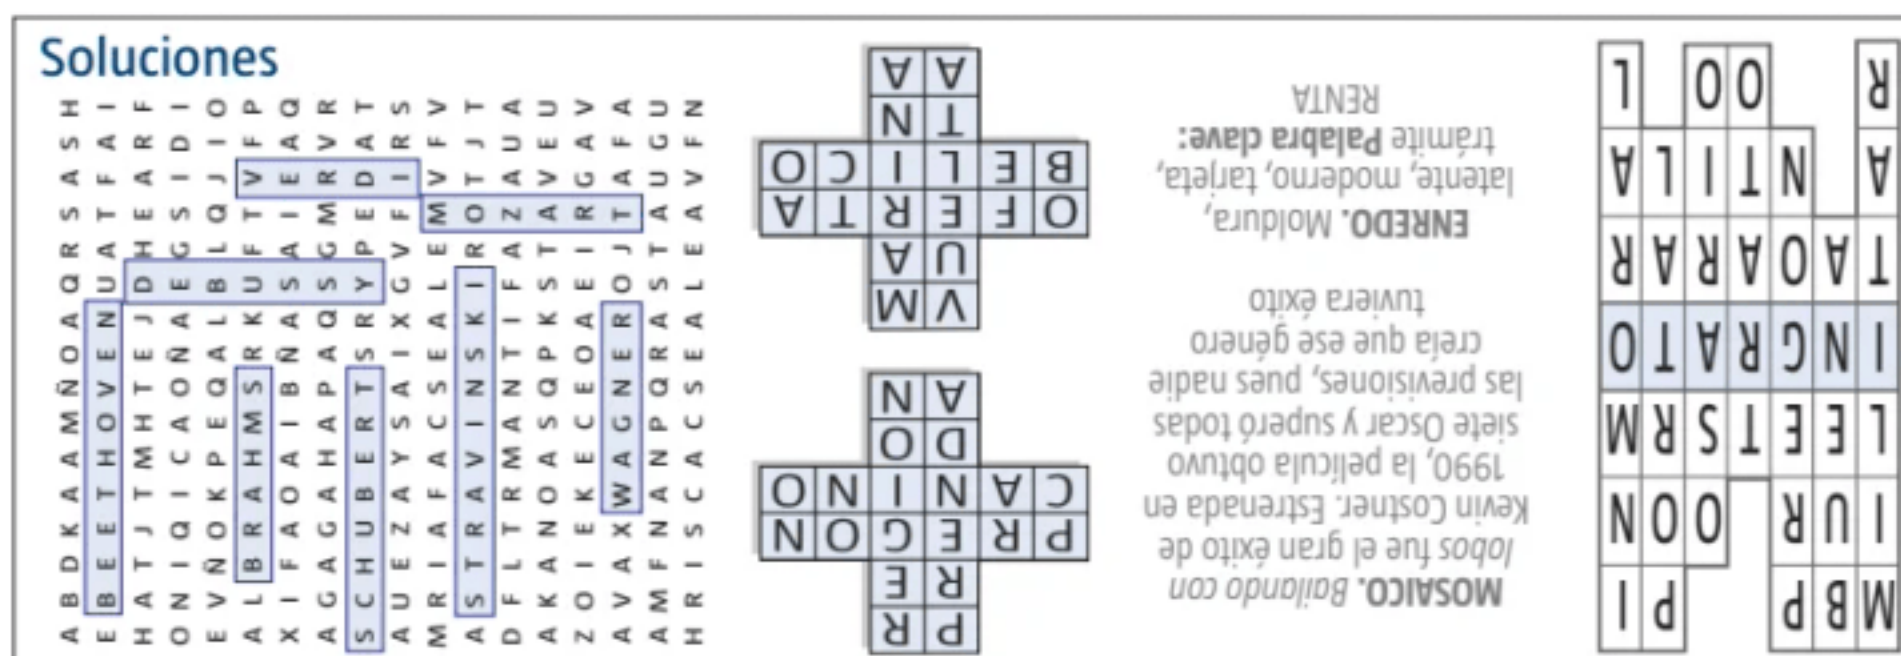 Soluciones
A B D K A A M Ñ O A Q R S A S H
E B E E T H O V E N U A T F A I
H A T J T M H T E J D H E A R F
O N I Q I C A O Ñ A E G S I D I
E V Ñ O K P E Q A L B L Q J I O
A L B R A H M S R K U F T V F P
X I F A O A I B Ñ A S A I E A Q
A G A G A H A P A Q S G M R V R
S C H U B E R T S R Y P E D A T
A U E Z A Y S A I X G V F I R S
M R I A F A C S E A L E M V F V
A S T R A V I N S K I R O T J T
D F L T R M A N T I F A Z A U A
A K A N O A S Q P K S T A V E U
Z O I E K E C E O A E I R G A V
A V A X W A G N E R O J T A F A
A M F N A N P Q R A S T A U G U
H R I S C A C S E A L E A V F N
P R
R E
P R E G O N
C A N I N O
D O
A N
V M
U A
O F E R T A
B E L I C O
T N
A A
MOSAICO. Bailando con
lobos fue el gran éxito de
Kevin Costner. Estrenada en
1990, la película obtuvo
siete Oscar y superó todas
las previsiones, pues nadie
creía que ese género
tuviera éxito
ENREDO. Moldura,
latente, moderno, tarjeta,
trámite Palabra clave:
RENTA
M B P P I
I U R O O N
L E E T S R M
I N G R A T O
T A O A R A R
A N T I L A
R O O L